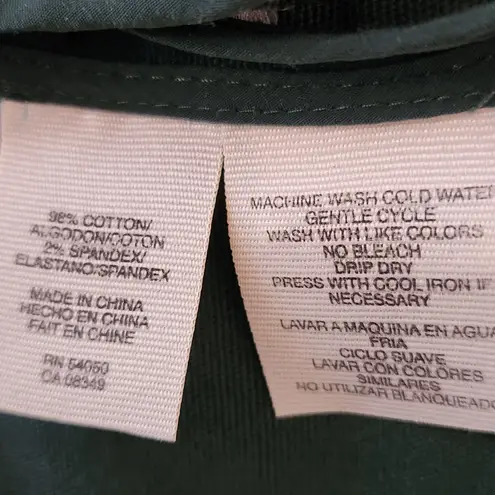 98% COTTON/
ALGODON/COTON
2% SPANDEX/
ELASTANO/SPANDEX
MADE IN CHINA
HECHO EN CHINA
FAIT EN CHINE
RN 54050
CA 08349
MACHINE WASH COLD WATER
GENTLE CYCLE
WASH WITH LIKE COLORS
NO BLEACH
DRIP DRY
PRESS WITH COOL IRON IF
NECESSARY
LAVAR A MAQUINA EN AGUA
FRIA
CICLO SUAVE
LAVAR CON COLORES
SIMILARES
NO UTILIZAR BLANQUEADO